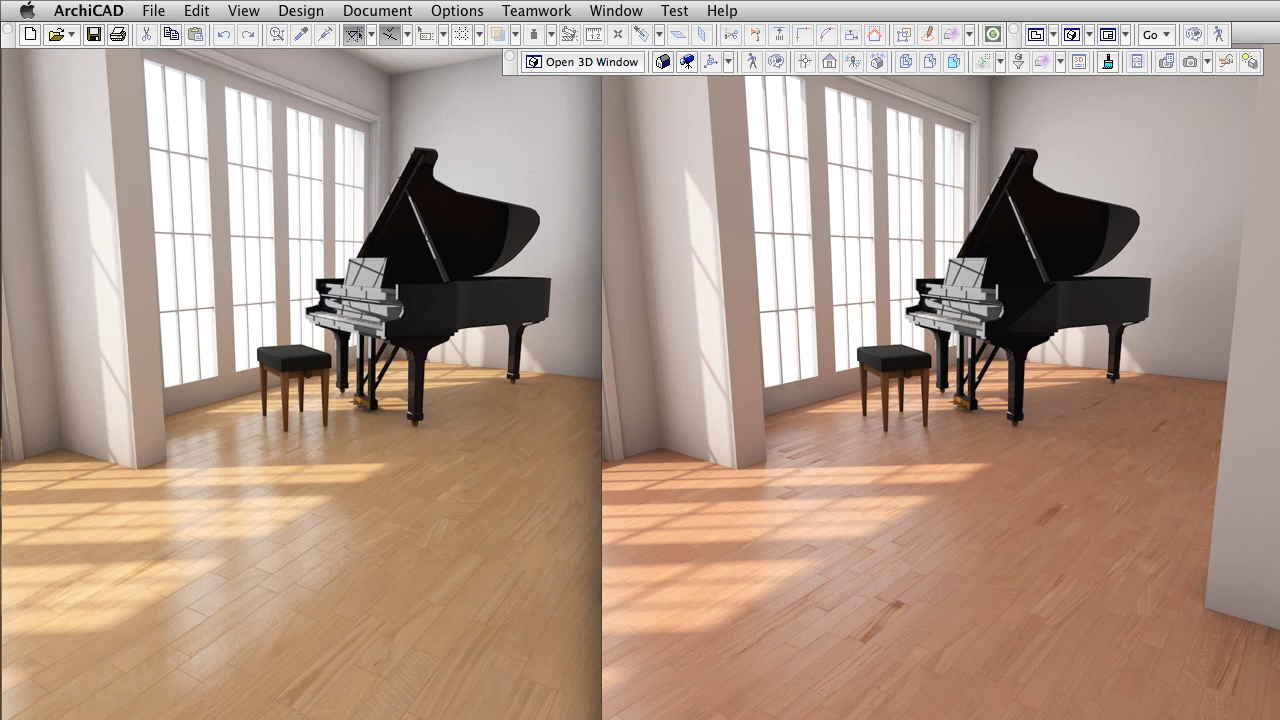 ArchiCAD File Edit View Design Document Options Teamwork Window Test Help
Go
Open 3D Window